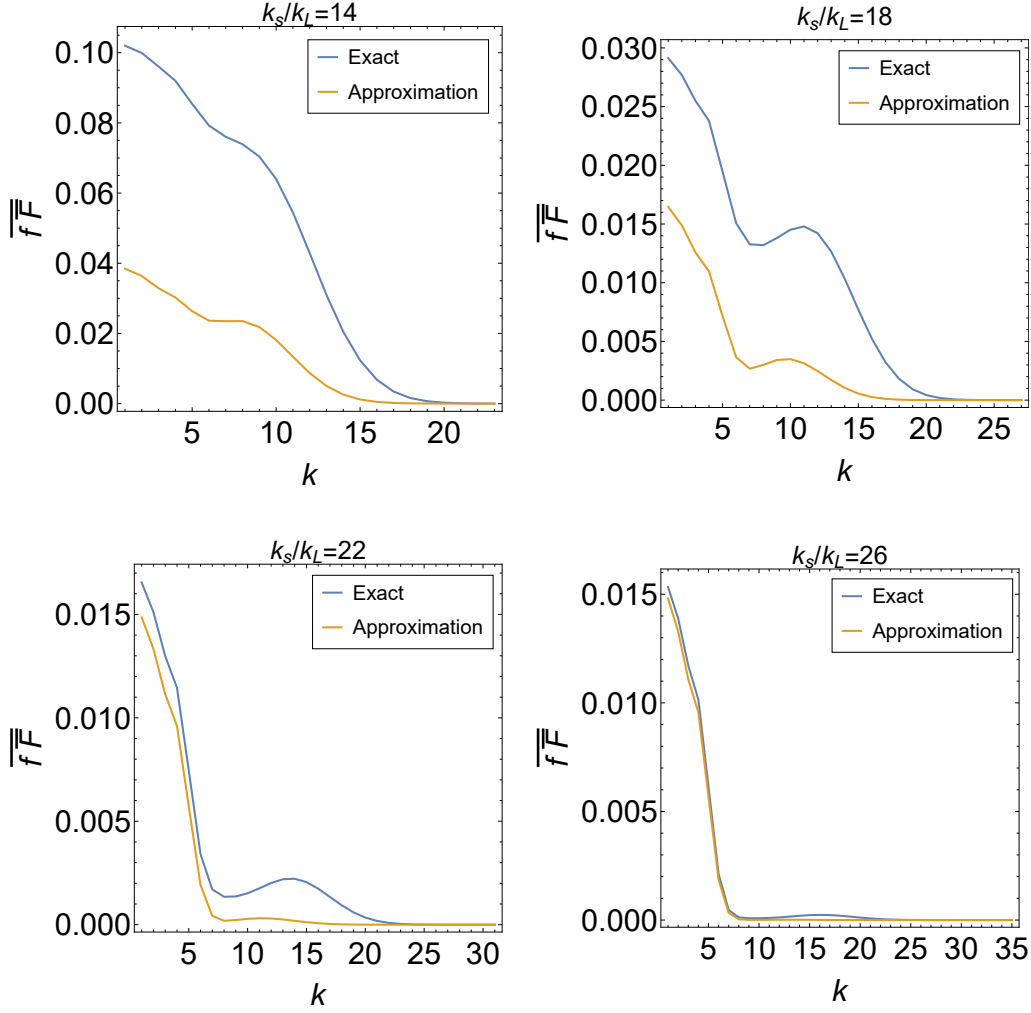 k_s/k_L=14
0.10
0.08
0.06
0.04
0.02
0.00
Exact
Approximation
f F
5 10 15 20
k
k_s/k_L=18
0.030
0.025
0.020
0.015
0.010
0.005
0.000
Exact
Approximation
f F
5 10 15 20 25
k
k_s/k_L=22
0.015
0.010
0.005
0.000
Exact
Approximation
f F
5 10 15 20 25 30
k
k_s/k_L=26
0.015
0.010
0.005
0.000
Exact
Approximation
f F
5 10 15 20 25 30 35
k